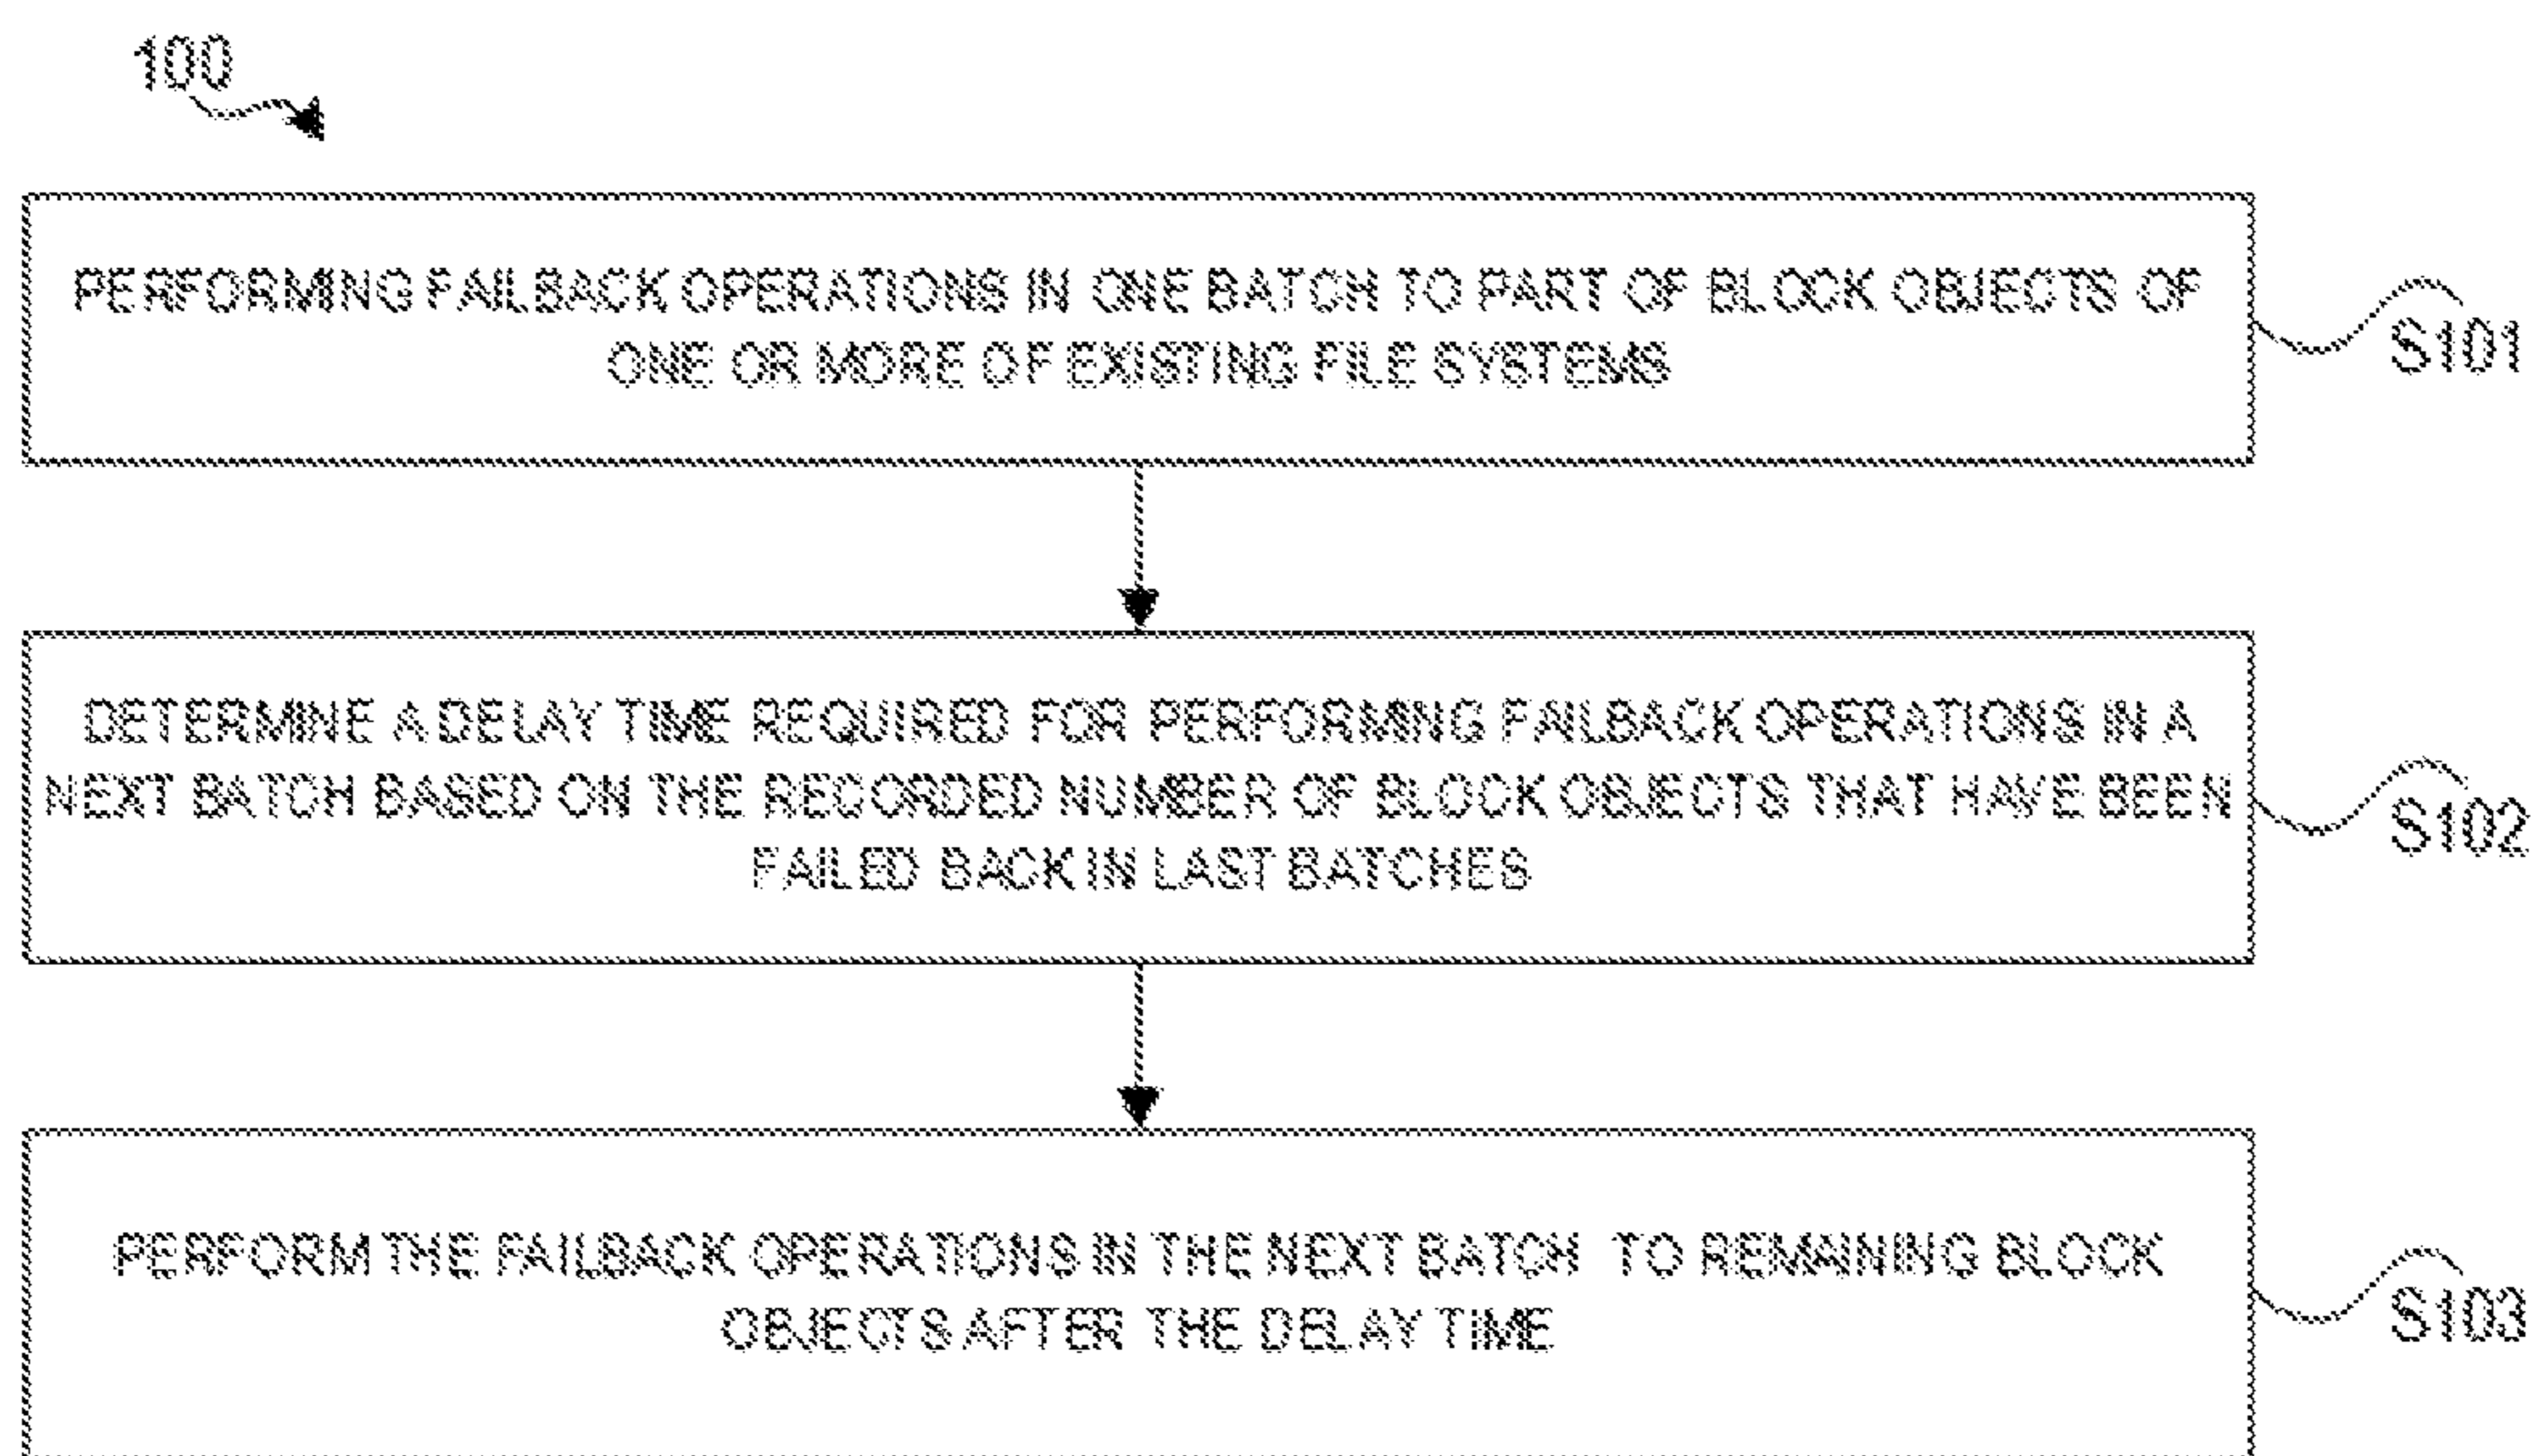 100
PERFORMING FAILBACK OPERATIONS IN ONE BATCH TO PART OF BLOCK OBJECTS OF
ONE OR MORE OF EXISTING FILE SYSTEMS
S101
DETERMINE A DELAY TIME REQUIRED FOR PERFORMING FAILBACK OPERATIONS IN A
NEXT BATCH BASED ON THE RECORDED NUMBER OF BLOCK OBJECTS THAT HAVE BEEN
FAILED BACK IN LAST BATCHES
S102
PERFORM THE FAILBACK OPERATIONS IN THE NEXT BATCH TO REMAINING BLOCK
OBJECTS AFTER THE DELAY TIME
S103